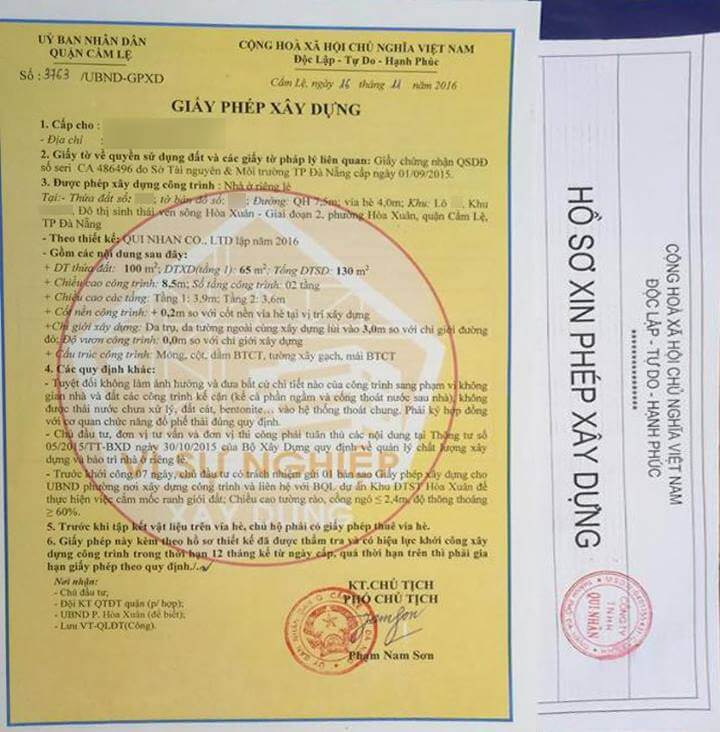 UỶ BAN NHÂN DÂN
QUẬN CẨM LỆ
Số : 3763 /UBND-GPXD
CỘNG HOÀ XÃ HỘI CHỦ NGHĨA VIỆT NAM
Độc Lập - Tự Do - Hạnh Phúc
Cẩm Lệ, ngày 16 tháng 11 năm 2016
GIẤY PHÉP XÂY DỰNG
1. Cấp cho :
- Địa chỉ :
2. Giấy tờ về quyền sử dụng đất và các giấy tờ pháp lý liên quan: Giấy chứng nhận QSDĐ
số seri CA 486496 do Sở Tài nguyên & Môi trường TP Đà Nẵng cấp ngày 01/09/2015.
3. Được phép xây dựng công trình : Nhà ở riêng lẻ
Tại:- Thửa đất số: ; tờ bản đồ số: ; Đường: QH 7,5m; vỉa hè 4,0m; Khu: Lô , Khu
, Đô thị sinh thái ven sông Hòa Xuân - Giai đoạn 2, phường Hòa Xuân, quận Cẩm Lệ,
TP Đà Nẵng
- Theo thiết kế: QUI NHAN CO., LTD lập năm 2016
- Gồm các nội dung sau đây:
+ DT thửa đất: 100 m²; DTXD(tầng 1): 65 m²; Tổng DTSD: 130 m²
+ Chiều cao công trình: 8,5m; Số tầng công trình: 02 tầng
+ Chiều cao các tầng: Tầng 1: 3,9m; Tầng 2: 3,6m
+ Cốt nền công trình: + 0,2m so với cốt nền vỉa hè tại vị trí xây dựng
+Chỉ giới xây dựng: Da trụ, da tường ngoài cùng xây dựng lùi vào 3,0m so với chỉ giới đường
đỏ; Độ vươn công trình: 0,0m so với chỉ giới xây dựng
+ Cấu trúc công trình: Móng, cột, dầm BTCT, tường xây gạch, mái BTCT
4. Các quy định khác:
- Tuyệt đối không làm ảnh hưởng và đưa bất cứ chi tiết nào của công trình sang phạm vi không
gian nhà và đất các công trình kế cận (kể cả phần ngầm và cống thoát nước sau nhà), không
được thải nước chưa xử lý, đất cát, bentonite... vào hệ thống thoát chung. Phải ký hợp đồng
với cơ quan chức năng đổ phế thải đúng quy định.
- Chủ đầu tư, đơn vị tư vấn và đơn vị thi công phải tuân thủ các nội dung tại Thông tư số
05/2015/TT-BXD ngày 30/10/2015 của Bộ Xây Dựng quy định về quản lý chất lượng xây
dựng và bảo trì nhà ở riêng lẻ.
- Trước khởi công 07 ngày, chủ đầu tư có trách nhiệm gửi 01 bản sao Giấy phép xây dựng cho
UBND phường nơi xây dựng công trình và liên hệ với BQL dự án Khu ĐTST Hòa Xuân để
thực hiện việc cắm mốc ranh giới đất; Chiều cao tường rào, cổng ngõ ≤ 2,4m, độ thông thoáng
≥ 60%.
5. Trước khi tập kết vật liệu trên vỉa hè, chủ hộ phải có giấy phép thuê vỉa hè.
6. Giấy phép này kèm theo hồ sơ thiết kế đã được thẩm tra và có hiệu lực khởi công xây
dựng công trình trong thời hạn 12 tháng kể từ ngày cấp, quá thời hạn trên thì phải gia
hạn giấy phép theo quy định./.
Nơi nhận:
- Chủ đầu tư;
- Đội KT QTĐT quận (p/ hợp);
- UBND P. Hòa Xuân (để biết);
- Lưu VT-QLĐT(Công).
KT.CHỦ TỊCH
PHÓ CHỦ TỊCH
Phạm Nam Sơn
VÌ SỰ NGHIỆP
XÂY DỰNG
CỘNG HOÀ XÃ HỘI CHỦ NGHĨA VIỆT NAM
ĐỘC LẬP - TỰ DO - HẠNH PHÚC
**********
HỒ SƠ XIN PHÉP XÂY DỰNG
CÔNG TY
TNHH
QUI NHÂN